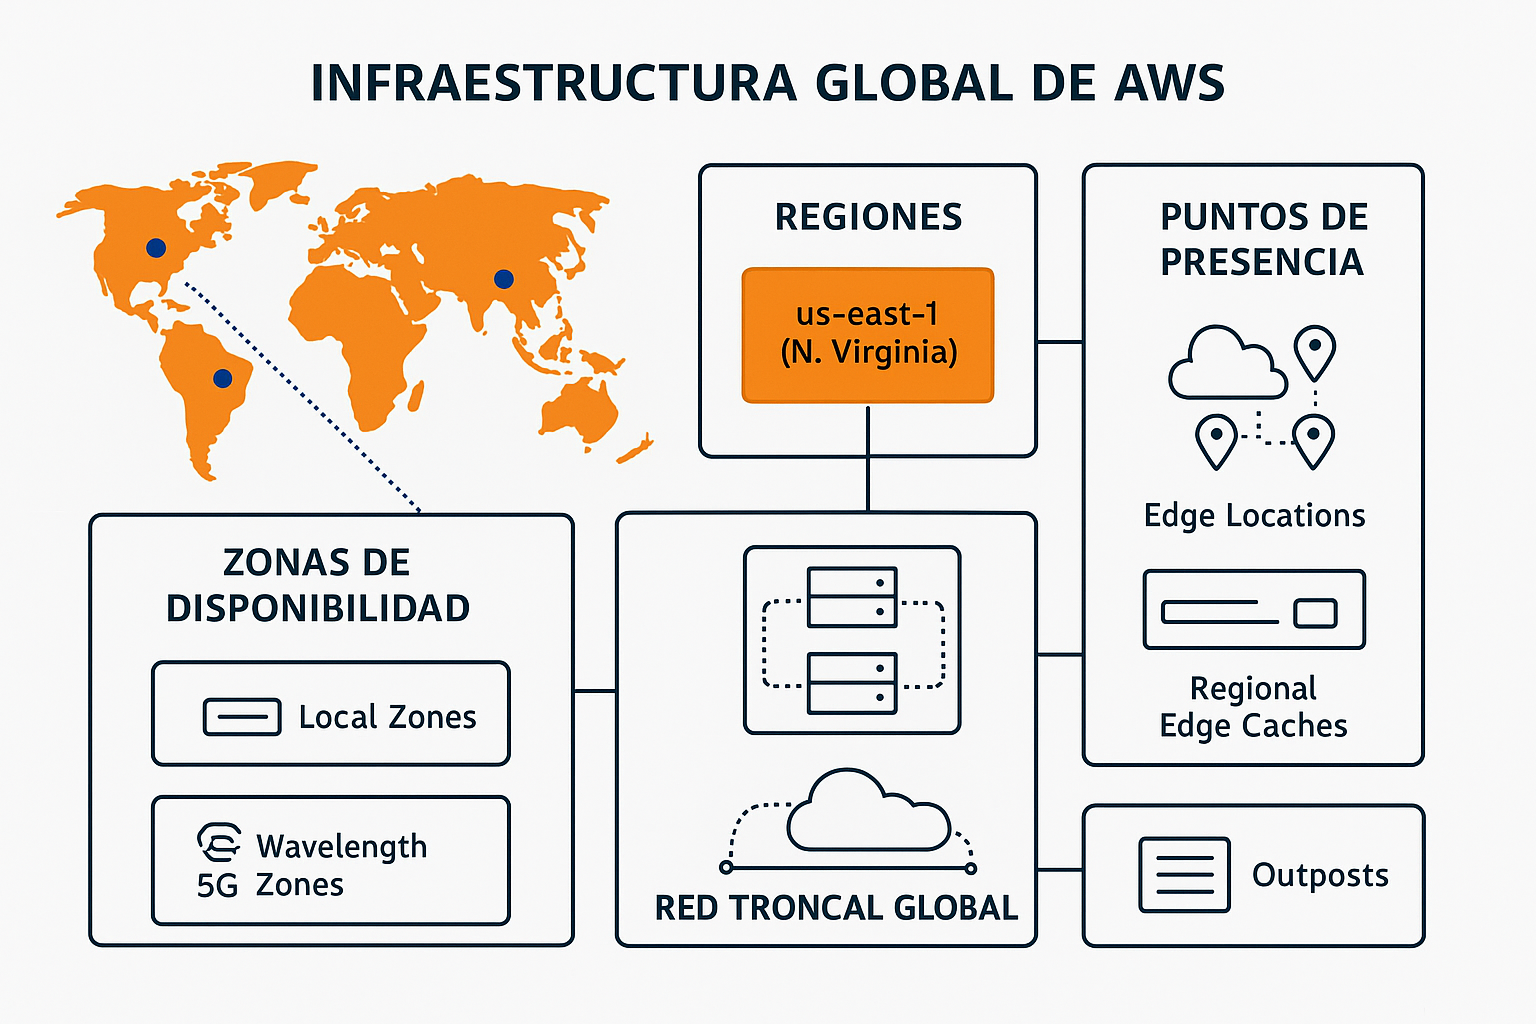 INFRAESTRUCTURA GLOBAL DE AWS
REGIONES
us-east-1
(N. Virginia)
PUNTOS DE
PRESENCIA
Edge Locations
Regional
Edge Caches
ZONAS DE
DISPONIBILIDAD
Local Zones
Wavelength
5G Zones
RED TRONCAL GLOBAL
Outposts